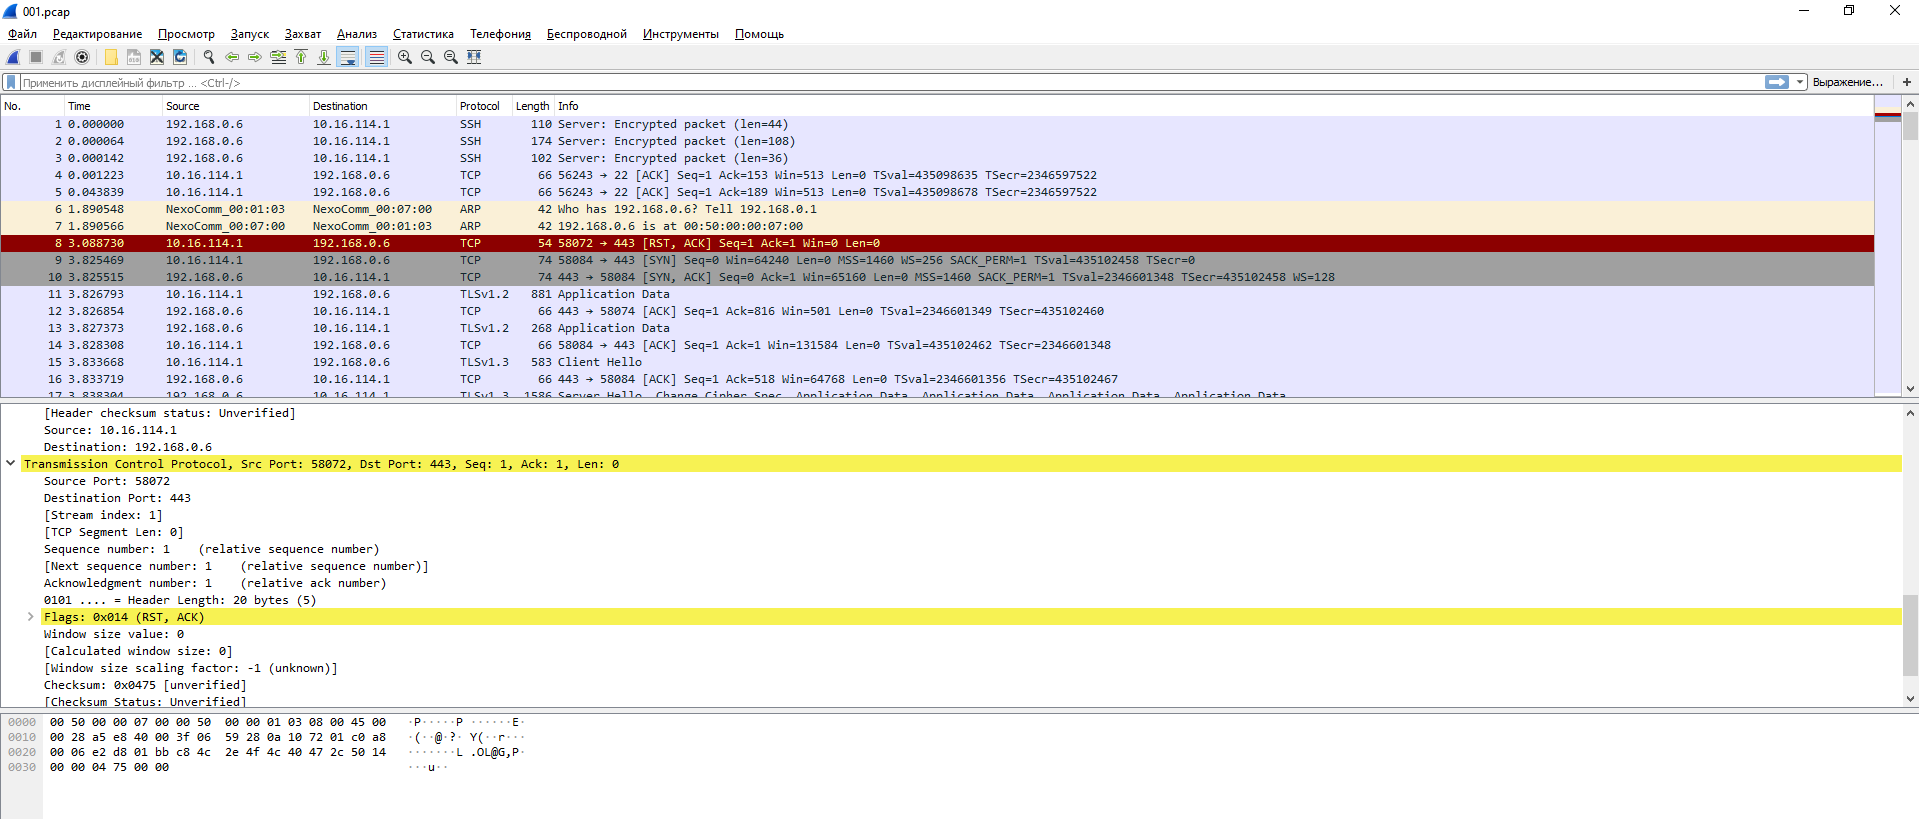 001.pcap
Файл Редактирование Просмотр Запуск Захват Анализ Статистика Телефония Беспроводной Инструменты Помощь
Применить дисплейный фильтр ... <Ctrl-/> Выражение... +
No. Time Source Destination Protocol Length Info
1 0.000000 192.168.0.6 10.16.114.1 SSH 110 Server: Encrypted packet (len=44)
2 0.000064 192.168.0.6 10.16.114.1 SSH 174 Server: Encrypted packet (len=108)
3 0.000142 192.168.0.6 10.16.114.1 SSH 102 Server: Encrypted packet (len=36)
4 0.001223 10.16.114.1 192.168.0.6 TCP 66 56243 → 22 [ACK] Seq=1 Ack=153 Win=513 Len=0 TSval=435098635 TSecr=2346597522
5 0.043839 10.16.114.1 192.168.0.6 TCP 66 56243 → 22 [ACK] Seq=1 Ack=189 Win=513 Len=0 TSval=435098678 TSecr=2346597522
6 1.890548 NexoComm_00:01:03 NexoComm_00:07:00 ARP 42 Who has 192.168.0.6? Tell 192.168.0.1
7 1.890566 NexoComm_00:07:00 NexoComm_00:01:03 ARP 42 192.168.0.6 is at 00:50:00:00:07:00
8 3.088730 10.16.114.1 192.168.0.6 TCP 54 58072 → 443 [RST, ACK] Seq=1 Ack=1 Win=0 Len=0
9 3.825469 10.16.114.1 192.168.0.6 TCP 74 58084 → 443 [SYN] Seq=0 Win=64240 Len=0 MSS=1460 WS=256 SACK_PERM=1 TSval=435102458 TSecr=0
10 3.825515 192.168.0.6 10.16.114.1 TCP 74 443 → 58084 [SYN, ACK] Seq=0 Ack=1 Win=65160 Len=0 MSS=1460 SACK_PERM=1 TSval=2346601348 TSecr=435102458 WS=128
11 3.826793 10.16.114.1 192.168.0.6 TLSv1.2 881 Application Data
12 3.826854 192.168.0.6 10.16.114.1 TCP 66 443 → 58074 [ACK] Seq=1 Ack=816 Win=501 Len=0 TSval=2346601349 TSecr=435102460
13 3.827373 192.168.0.6 10.16.114.1 TLSv1.2 268 Application Data
14 3.828308 10.16.114.1 192.168.0.6 TCP 66 58084 → 443 [ACK] Seq=1 Ack=1 Win=131584 Len=0 TSval=435102462 TSecr=2346601348
15 3.833668 10.16.114.1 192.168.0.6 TLSv1.3 583 Client Hello
16 3.833719 192.168.0.6 10.16.114.1 TCP 66 443 → 58084 [ACK] Seq=1 Ack=518 Win=64768 Len=0 TSval=2346601356 TSecr=435102467
17 3.838304 192.168.0.6 10.16.114.1 TLSv1.3 1586 Server Hello, Change Cipher Spec, Application Data, Application Data, Application Data, Application Data
[Header checksum status: Unverified]
Source: 10.16.114.1
Destination: 192.168.0.6
Transmission Control Protocol, Src Port: 58072, Dst Port: 443, Seq: 1, Ack: 1, Len: 0
Source Port: 58072
Destination Port: 443
[Stream index: 1]
[TCP Segment Len: 0]
Sequence number: 1 (relative sequence number)
[Next sequence number: 1 (relative sequence number)]
Acknowledgment number: 1 (relative ack number)
0101 .... = Header Length: 20 bytes (5)
Flags: 0x014 (RST, ACK)
Window size value: 0
[Calculated window size: 0]
[Window size scaling factor: -1 (unknown)]
Checksum: 0x0475 [unverified]
[Checksum Status: Unverified]
0000 00 50 00 00 07 00 00 50 00 00 01 03 08 00 45 00 ·P·····P ······E·
0010 00 28 a5 e8 40 00 3f 06 59 28 0a 10 72 01 c0 a8 ·(··@·?· Y(··r···
0020 00 06 e2 d8 01 bb c8 4c 2e 4f 4c 40 47 2c 50 14 ·······L .OL@G,P·
0030 00 00 04 75 00 00 ···u··